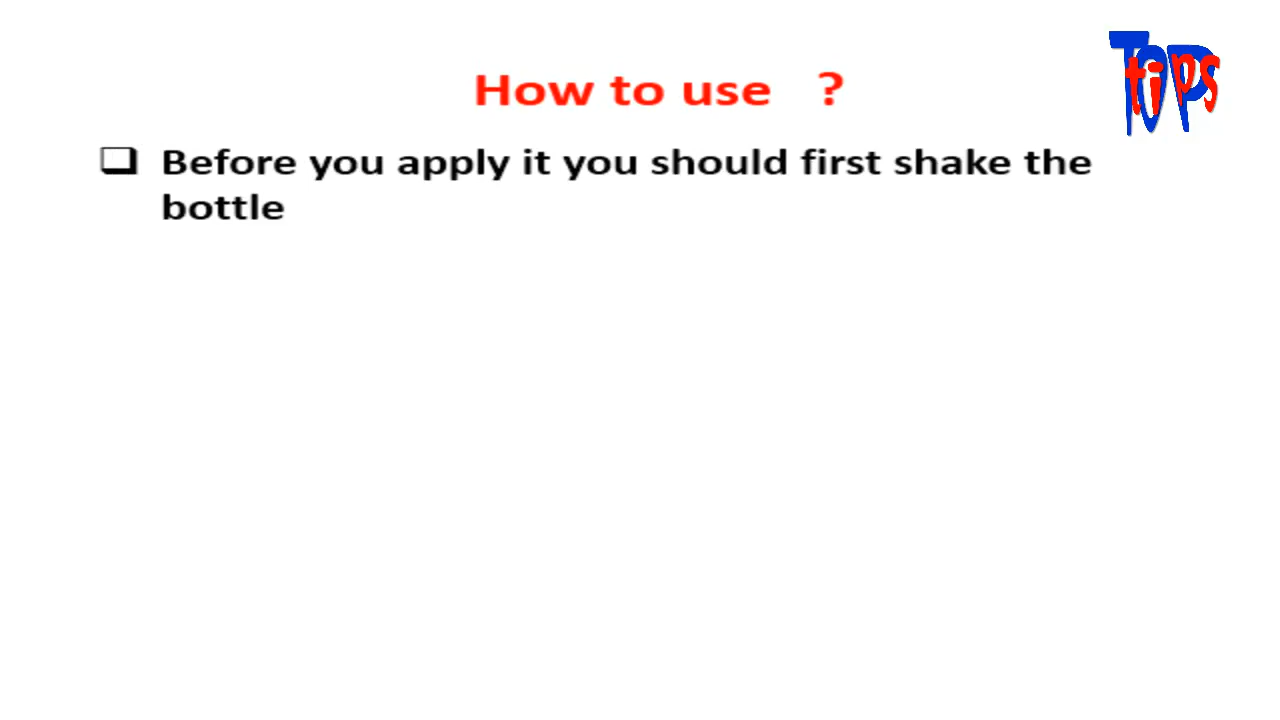 How to use ?
TOPS
tips
❑ Before you apply it you should first shake the
bottle